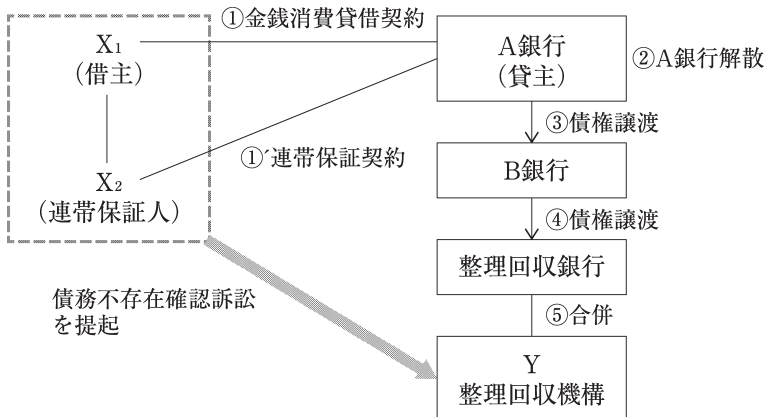 ①金銭消費貸借契約
X₁
（借主）
A銀行
（貸主）
②A銀行解散
③債権譲渡
①´連帯保証契約
X₂
（連帯保証人）
B銀行
④債権譲渡
整理回収銀行
債務不存在確認訴訟
を提起
⑤合併
Y
整理回収機構